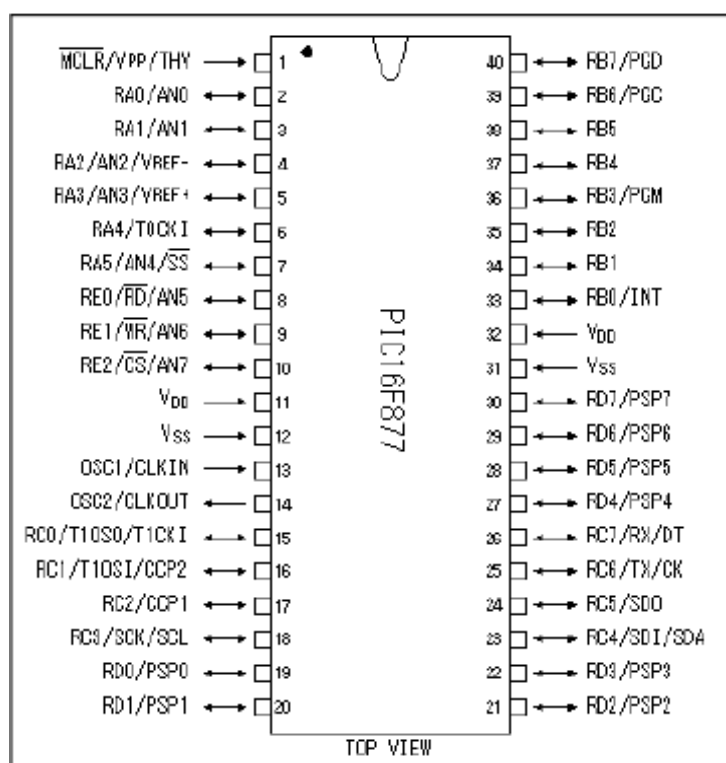 MCLR/VPP/THV 1 40 RB7/PGD
RA0/AN0 2 39 RB6/PGC
RA1/AN1 3 38 RB5
RA2/AN2/VREF- 4 37 RB4
RA3/AN3/VREF+ 5 36 RB3/PGM
RA4/T0CKI 6 35 RB2
RA5/AN4/SS 7 34 RB1
RE0/RD/AN5 8 33 RB0/INT
RE1/WR/AN6 9 32 VDD
RE2/CS/AN7 10 31 VSS
VDD 11 30 RD7/PSP7
VSS 12 29 RD6/PSP6
OSC1/CLKIN 13 28 RD5/PSP5
OSC2/CLKOUT 14 27 RD4/PSP4
RC0/T1OSO/T1CKI 15 26 RC7/RX/DT
RC1/T1OSI/CCP2 16 25 RC6/TX/CK
RC2/CCP1 17 24 RC5/SDO
RC3/SCK/SCL 18 23 RC4/SDI/SDA
RD0/PSP0 19 22 RD3/PSP3
RD1/PSP1 20 21 RD2/PSP2
PIC16F877
TOP VIEW